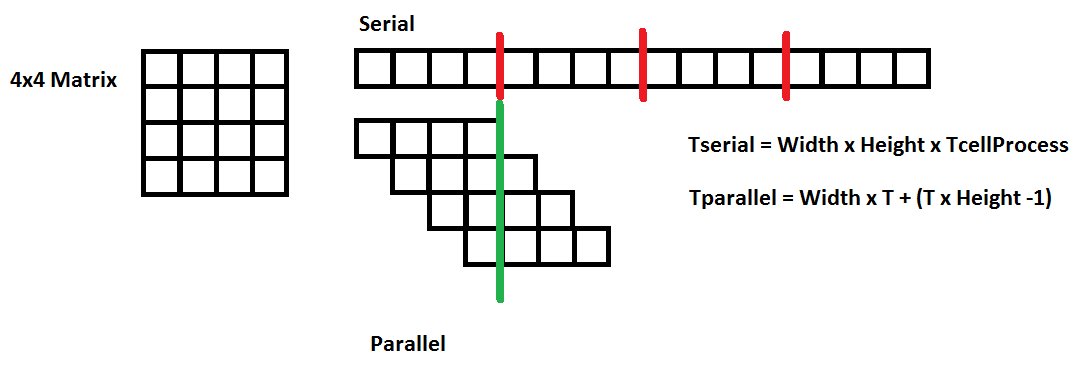 Serial
4x4 Matrix
Tserial = Width x Height x TcellProcess
Tparallel = Width x T + (T x Height -1)
Parallel